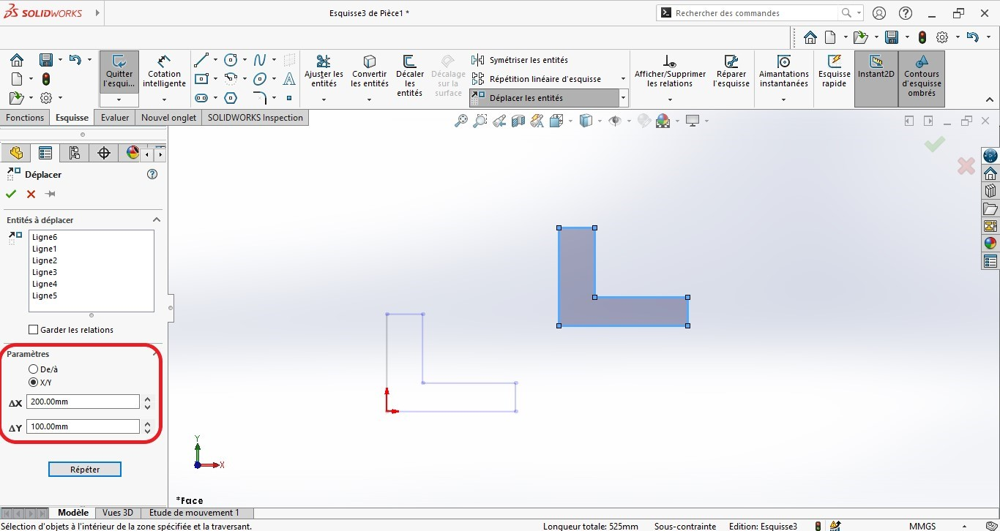 SOLIDWORKS
Esquisse3 de Pièce1 *
Rechercher des commandes
Quitter l'esqui...
Cotation intelligente
Ajuster les entités
Convertir les entités
Décaler les entités
Décalage sur la surface
Symétriser les entités
Répétition linéaire d'esquisse
Déplacer les entités
Afficher/Supprimer les relations
Réparer l'esquisse
Aimantations instantanées
Esquisse rapide
Instant2D
Contours d'esquisse ombrés
Fonctions
Esquisse
Evaluer
Nouvel onglet
SOLIDWORKS Inspection
Déplacer
Entités à déplacer
Ligne6
Ligne1
Ligne2
Ligne3
Ligne4
Ligne5
Garder les relations
Paramètres
De/à
X/Y
ΔX 200.00mm
ΔY 100.00mm
Répéter
Y
X
*Face
Modèle
Vues 3D
Etude de mouvement 1
Sélection d'objets à l'intérieur de la zone spécifiée et la traversant.
Longueur totale: 525mm
Sous-contrainte
Edition: Esquisse3
MMGS